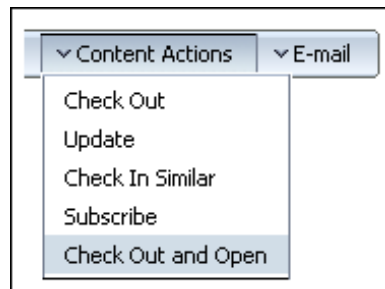 Content Actions E-mail
Check Out
Update
Check In Similar
Subscribe
Check Out and Open